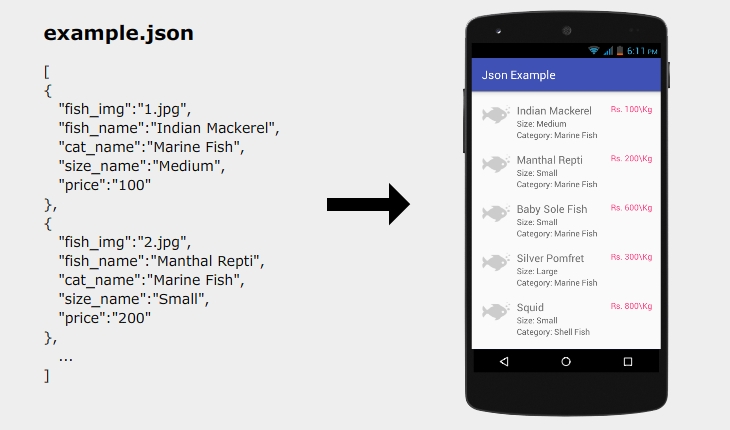 example.json
[
{
"fish_img":"1.jpg",
"fish_name":"Indian Mackerel",
"cat_name":"Marine Fish",
"size_name":"Medium",
"price":"100"
},
{
"fish_img":"2.jpg",
"fish_name":"Manthal Repti",
"cat_name":"Marine Fish",
"size_name":"Small",
"price":"200"
},
...
]
6:11 PM
Json Example
Indian Mackerel Rs. 100\Kg
Size: Medium
Category: Marine Fish
Manthal Repti Rs. 200\Kg
Size: Small
Category: Marine Fish
Baby Sole Fish Rs. 600\Kg
Size: Small
Category: Marine Fish
Silver Pomfret Rs. 300\Kg
Size: Large
Category: Marine Fish
Squid Rs. 800\Kg
Size: Small
Category: Shell Fish